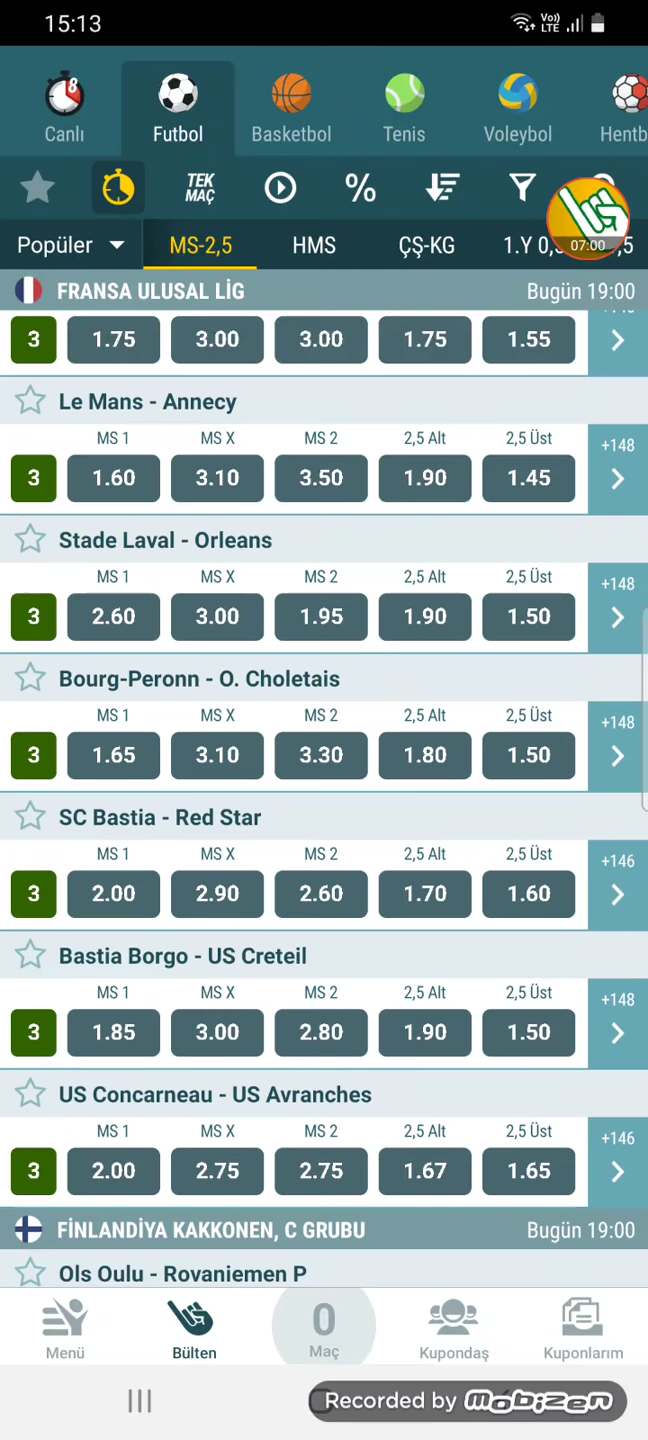 15:13
Vo)) LTE
8
Canlı Futbol Basketbol Tenis Voleybol Hentb
TEK MAÇ %
07:00
Popüler MS-2,5 HMS ÇŞ-KG 1.Y 0, ,5
FRANSA ULUSAL LİG Bugün 19:00
3 1.75 3.00 3.00 1.75 1.55
Le Mans - Annecy
MS 1 MS X MS 2 2,5 Alt 2,5 Üst +148
3 1.60 3.10 3.50 1.90 1.45
Stade Laval - Orleans
MS 1 MS X MS 2 2,5 Alt 2,5 Üst +148
3 2.60 3.00 1.95 1.90 1.50
Bourg-Peronn - O. Choletais
MS 1 MS X MS 2 2,5 Alt 2,5 Üst +148
3 1.65 3.10 3.30 1.80 1.50
SC Bastia - Red Star
MS 1 MS X MS 2 2,5 Alt 2,5 Üst +146
3 2.00 2.90 2.60 1.70 1.60
Bastia Borgo - US Creteil
MS 1 MS X MS 2 2,5 Alt 2,5 Üst +148
3 1.85 3.00 2.80 1.90 1.50
US Concarneau - US Avranches
MS 1 MS X MS 2 2,5 Alt 2,5 Üst +146
3 2.00 2.75 2.75 1.67 1.65
FİNLANDİYA KAKKONEN, C GRUBU Bugün 19:00
Ols Oulu - Rovaniemen P
0
Menü Bülten Maç Kupondaş Kuponlarım
Recorded by mobizen